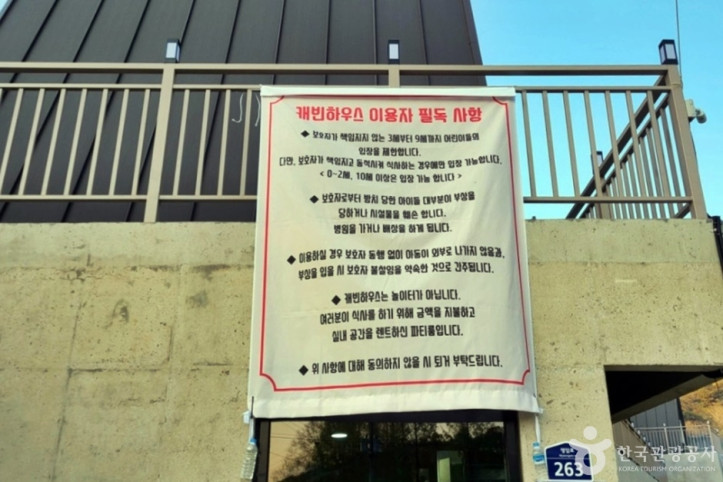 캐빈하우스 이용자 필독 사항
◆ 보호자가 책임지지 않는 3세부터 9세까지 어린이들의
입장을 제한합니다.
다만, 보호자가 책임지고 동석시켜 식사하는 경우에만 입장 가능합니다.
< 0~2세, 10세 이상은 입장 가능 합니다 >
◆ 보호자로부터 방치 당한 아이들 대부분이 부상을
당하거나 시설물을 훼손 합니다.
병원을 가거나 배상을 하게 됩니다.
◆ 이용하실 경우 보호자 동행 없이 아동이 외부로 나가지 않음과,
부상을 입을 시 보호자 불찰임을 약속한 것으로 간주됩니다.
◆ 캐빈하우스는 놀이터가 아닙니다.
여러분이 식사를 하기 위해 금액을 지불하고
실내 공간을 렌트하신 파티룸입니다.
◆ 위 사항에 대해 동의하지 않을 시 퇴거 부탁드립니다.
263
한국관광공사
KOREA TOURISM ORGANIZATION